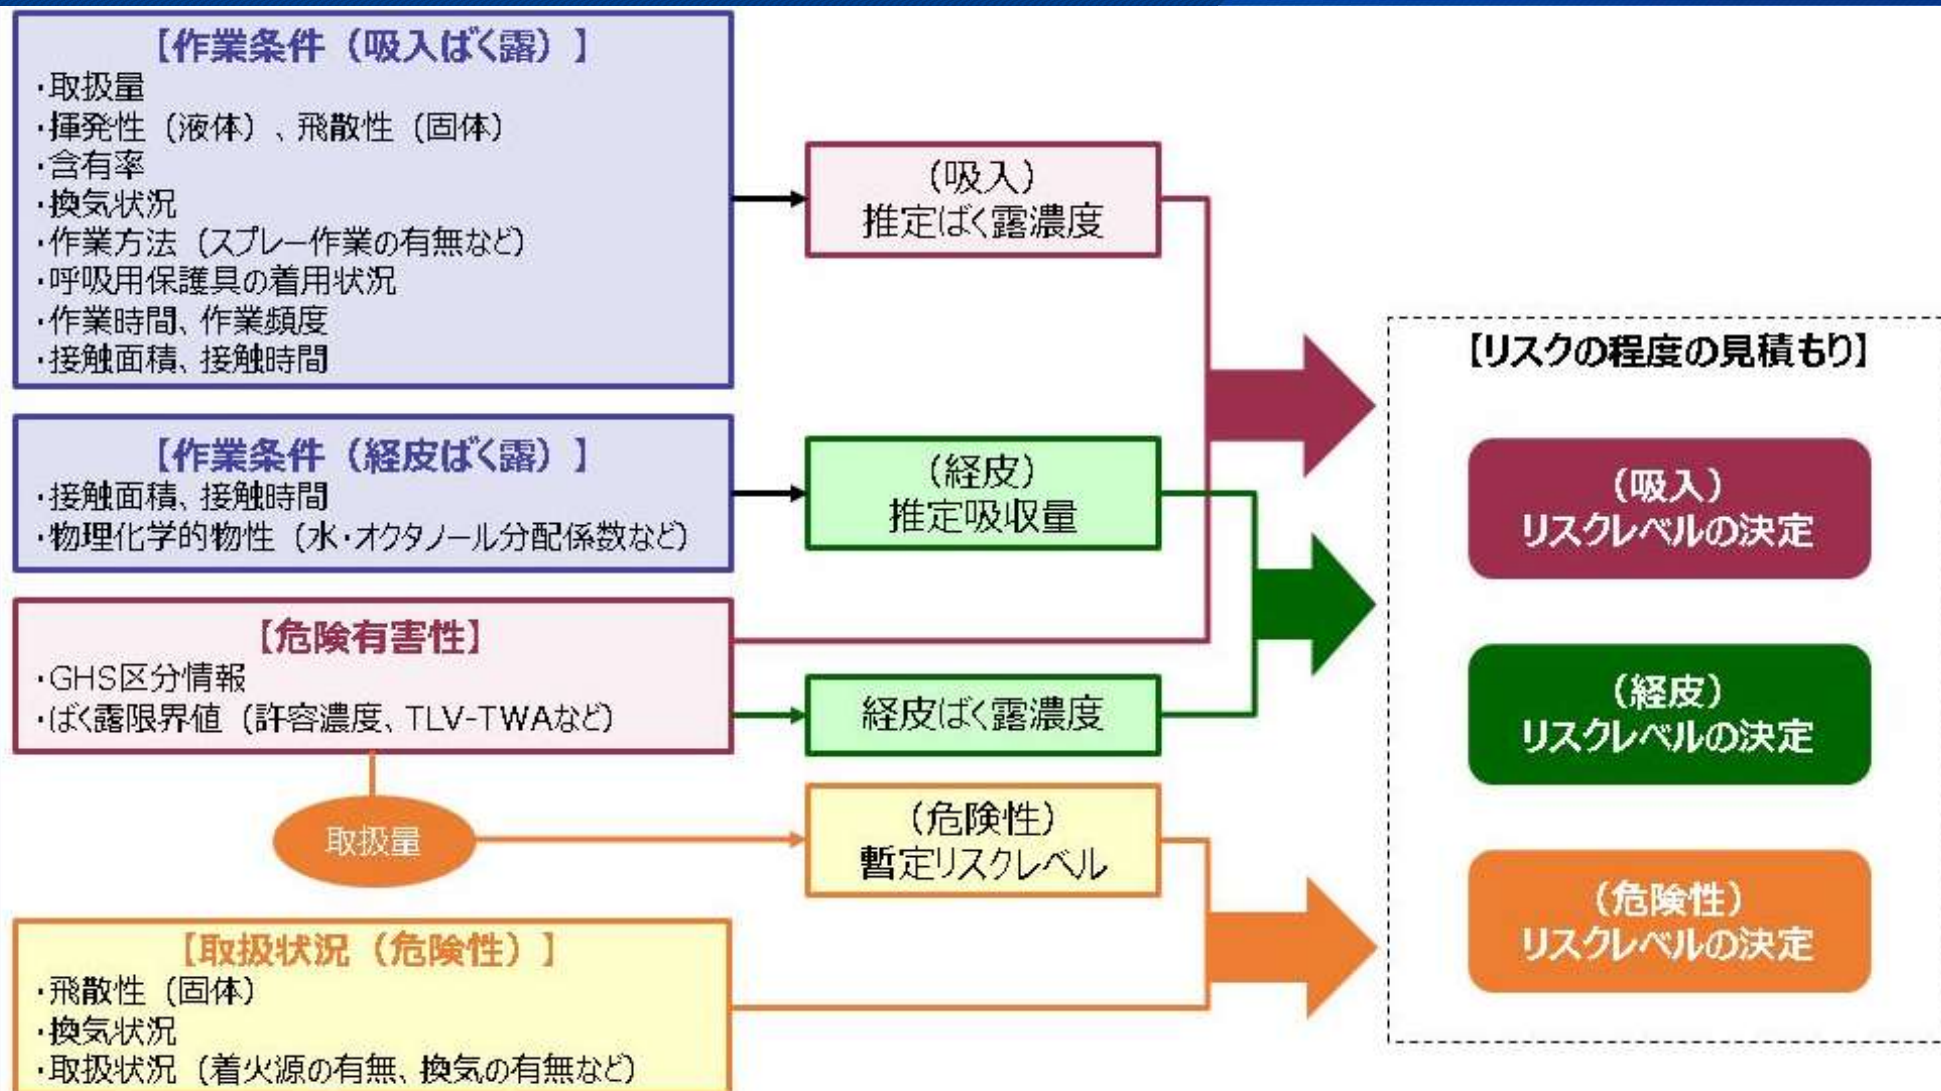 【作業条件（吸入ばく露）】
・取扱量
・揮発性（液体）、飛散性（固体）
・含有率
・換気状況
・作業方法（スプレー作業の有無など）
・呼吸用保護具の着用状況
・作業時間、作業頻度
・接触面積、接触時間
（吸入）
推定ばく露濃度
【作業条件（経皮ばく露）】
・接触面積、接触時間
・物理化学的物性（水・オクタノール分配係数など）
（経皮）
推定吸収量
【危険有害性】
・GHS区分情報
・ばく露限界値（許容濃度、TLV-TWAなど）
経皮ばく露濃度
取扱量
（危険性）
暫定リスクレベル
【取扱状況（危険性）】
・飛散性（固体）
・換気状況
・取扱状況（着火源の有無、換気の有無など）
【リスクの程度の見積もり】
（吸入）
リスクレベルの決定
（経皮）
リスクレベルの決定
（危険性）
リスクレベルの決定